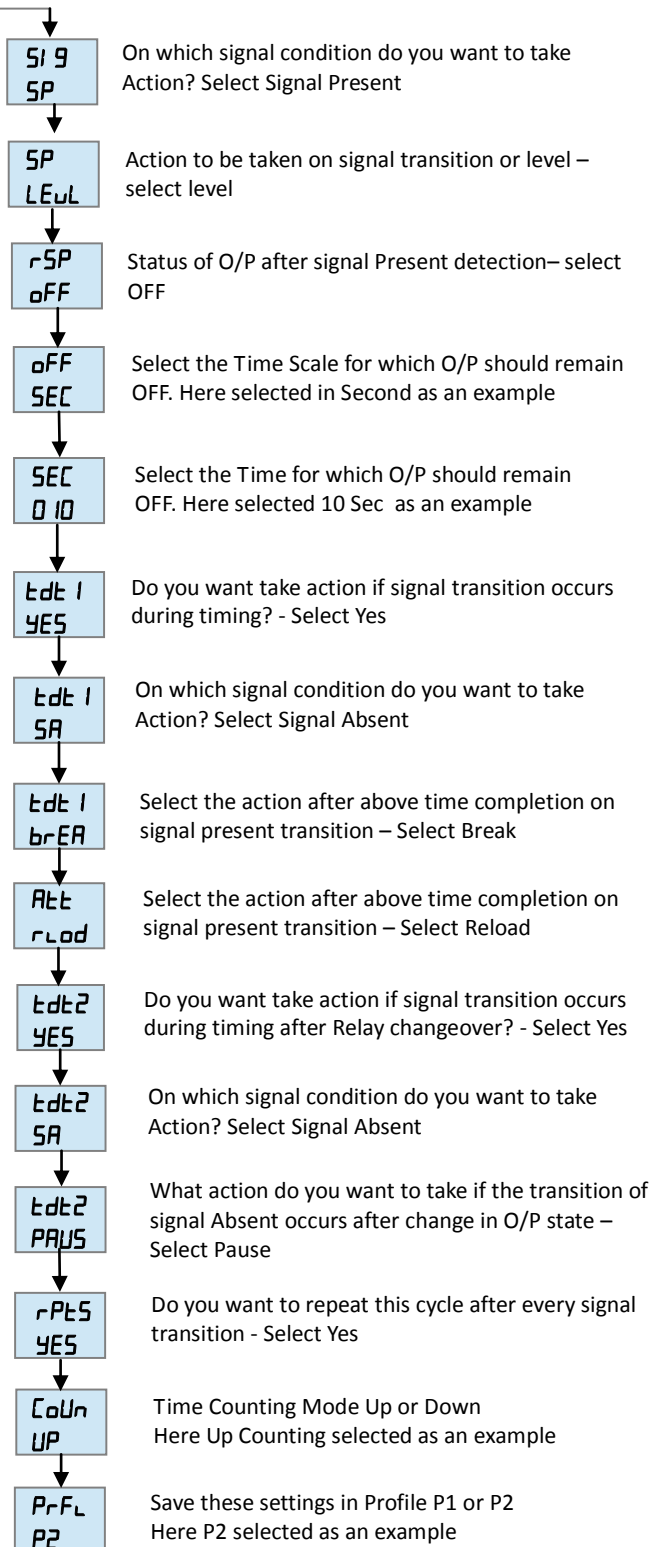 SI 9
SP
On which signal condition do you want to take
Action? Select Signal Present
SP
LEuL
Action to be taken on signal transition or level –
select level
rSP
oFF
Status of O/P after signal Present detection– select
OFF
oFF
SEC
Select the Time Scale for which O/P should remain
OFF. Here selected in Second as an example
SEC
010
Select the Time for which O/P should remain
OFF. Here selected 10 Sec as an example
tdt1
YES
Do you want take action if signal transition occurs
during timing? - Select Yes
tdt1
SA
On which signal condition do you want to take
Action? Select Signal Absent
tdt1
brEA
Select the action after above time completion on
signal present transition – Select Break
Att
rLod
Select the action after above time completion on
signal present transition – Select Reload
tdt2
YES
Do you want take action if signal transition occurs
during timing after Relay changeover? - Select Yes
tdt2
SA
On which signal condition do you want to take
Action? Select Signal Absent
tdt2
PAUS
What action do you want to take if the transition of
signal Absent occurs after change in O/P state –
Select Pause
rPtS
YES
Do you want to repeat this cycle after every signal
transition - Select Yes
CoUn
UP
Time Counting Mode Up or Down
Here Up Counting selected as an example
PrFL
P2
Save these settings in Profile P1 or P2
Here P2 selected as an example